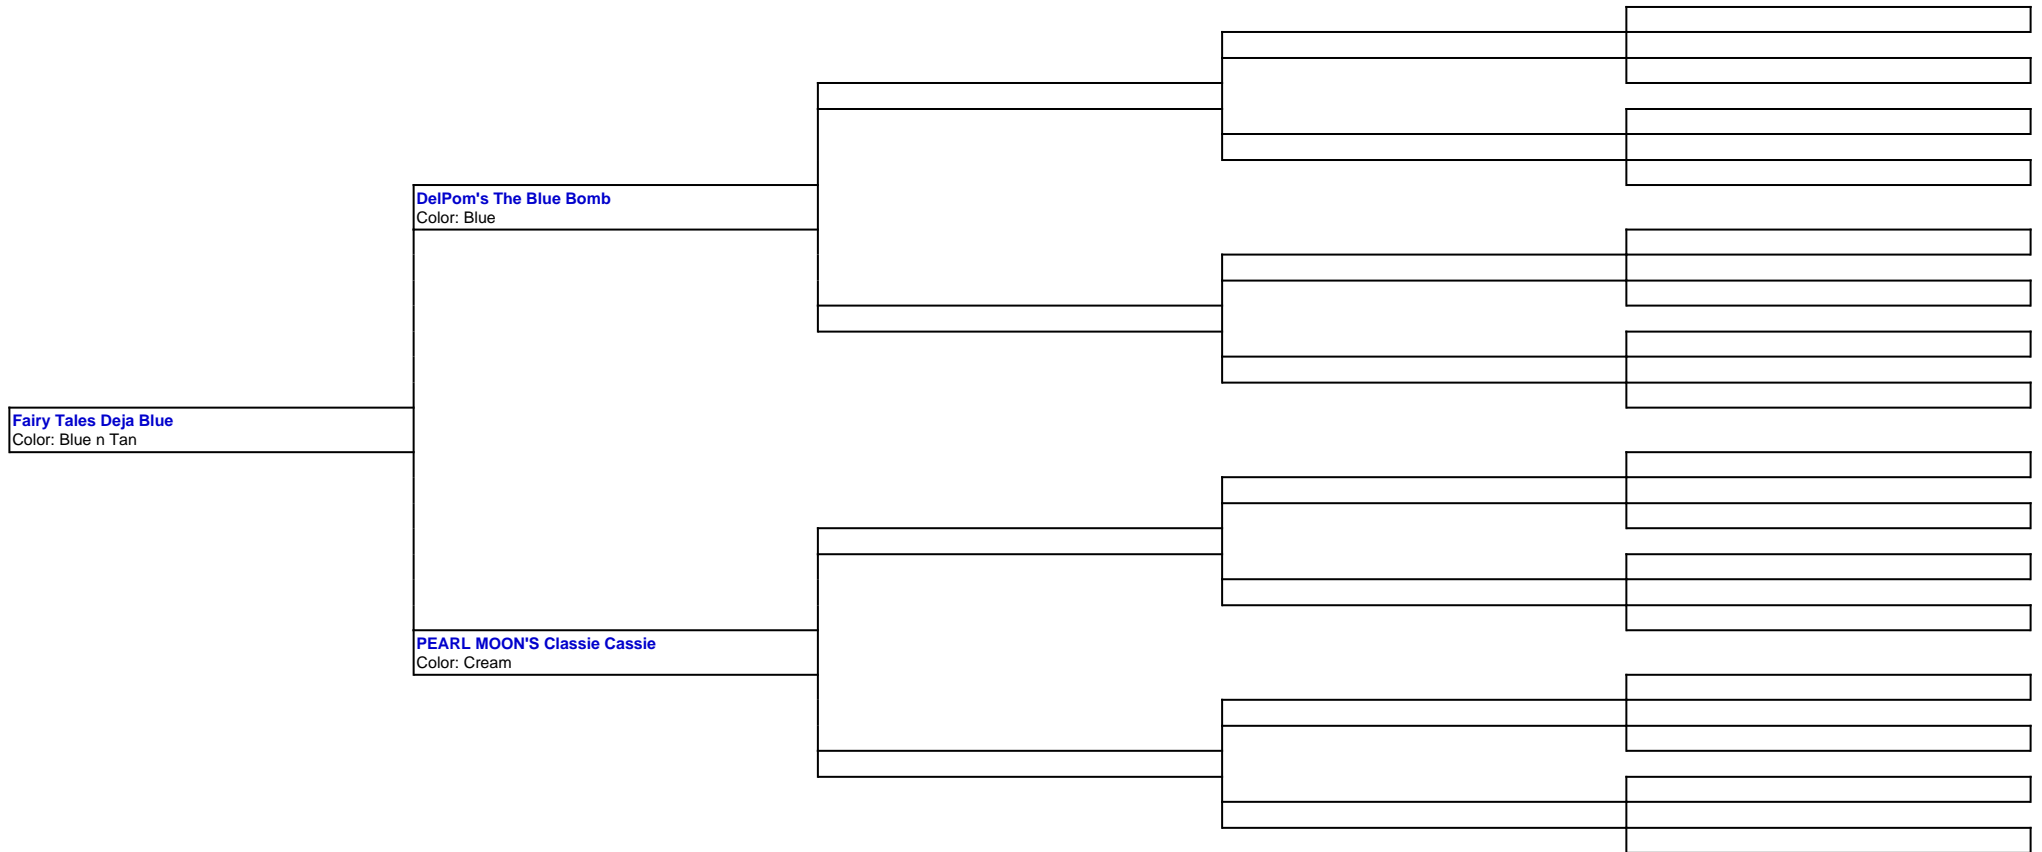 DelPom's The Blue Bomb
Color: Blue
Fairy Tales Deja Blue
Color: Blue n Tan
PEARL MOON'S Classie Cassie
Color: Cream